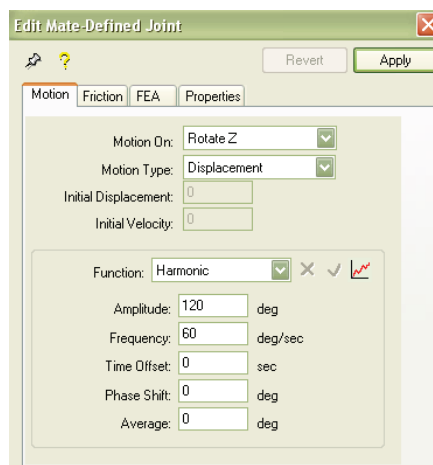 Edit Mate-Defined Joint
Revert Apply
Motion Friction FEA Properties
Motion On: Rotate Z
Motion Type: Displacement
Initial Displacement: 0
Initial Velocity: 0
Function: Harmonic
Amplitude: 120 deg
Frequency: 60 deg/sec
Time Offset: 0 sec
Phase Shift: 0 deg
Average: 0 deg